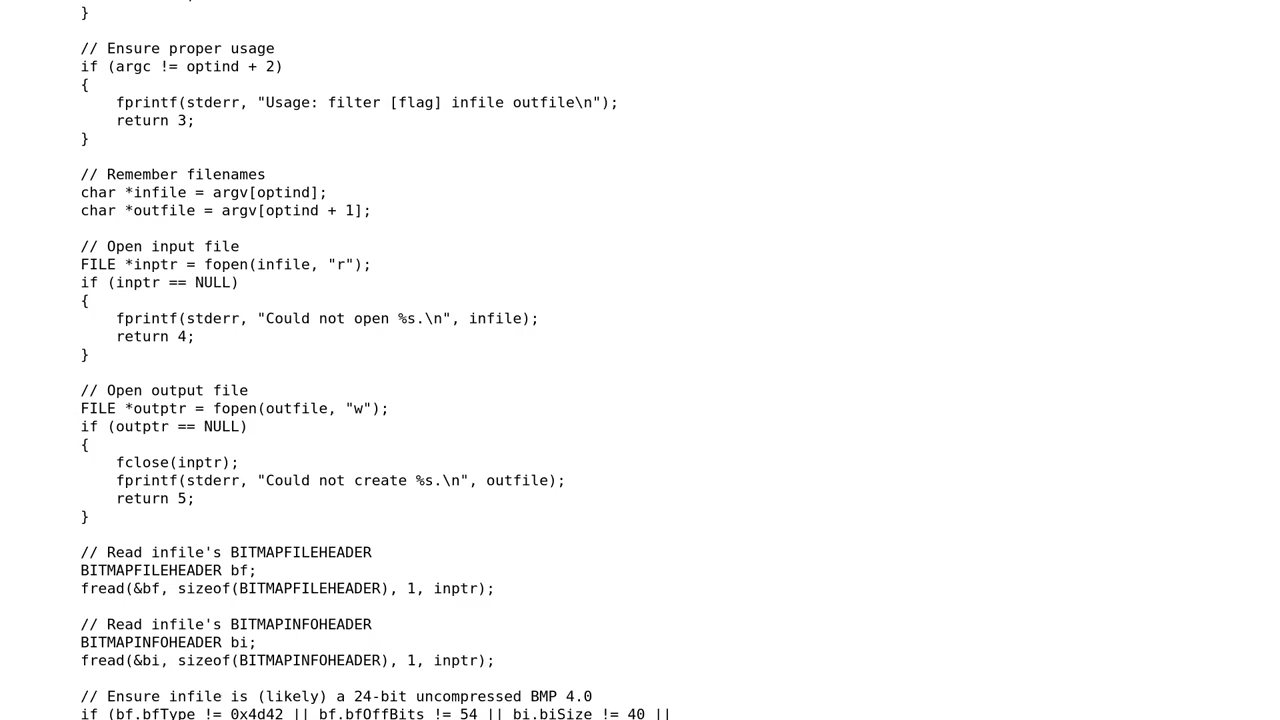 }
// Ensure proper usage
if (argc != optind + 2)
{
fprintf(stderr, "Usage: filter [flag] infile outfile\n");
return 3;
}
// Remember filenames
char *infile = argv[optind];
char *outfile = argv[optind + 1];
// Open input file
FILE *inptr = fopen(infile, "r");
if (inptr == NULL)
{
fprintf(stderr, "Could not open %s.\n", infile);
return 4;
}
// Open output file
FILE *outptr = fopen(outfile, "w");
if (outptr == NULL)
{
fclose(inptr);
fprintf(stderr, "Could not create %s.\n", outfile);
return 5;
}
// Read infile's BITMAPFILEHEADER
BITMAPFILEHEADER bf;
fread(&bf, sizeof(BITMAPFILEHEADER), 1, inptr);
// Read infile's BITMAPINFOHEADER
BITMAPINFOHEADER bi;
fread(&bi, sizeof(BITMAPINFOHEADER), 1, inptr);
// Ensure infile is (likely) a 24-bit uncompressed BMP 4.0
if (bf.bfType != 0x4d42 || bf.bfOffBits != 54 || bi.biSize != 40 ||